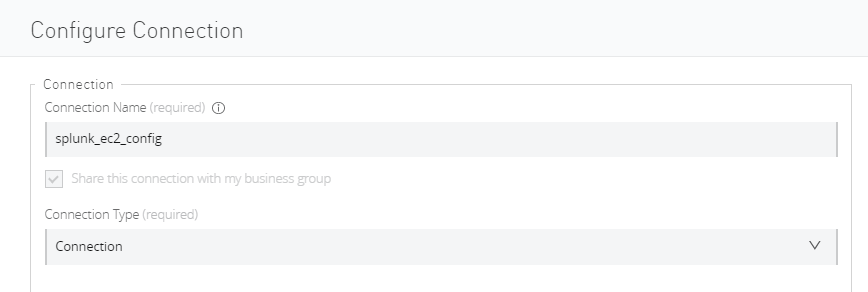 Configure Connection
Connection
Connection Name (required)
splunk_ec2_config
Share this connection with my business group
Connection Type (required)
Connection